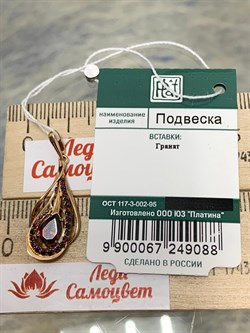 наименование
изделия
Подвеска
ВСТАВКИ:
Гранат
ОСТ 117-3-002-95
Изготовлено ООО ЮЗ "Платина"
9 900067 249088
СДЕЛАНО В РОССИИ
Леди
Самоцвет
Леди
Самоцвет